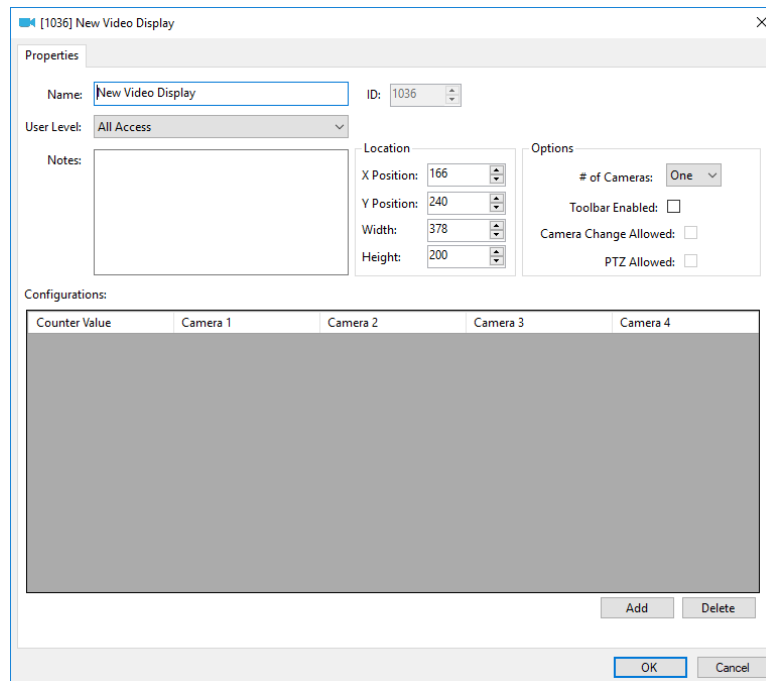 [1036] New Video Display
Properties
Name: New Video Display ID: 1036
User Level: All Access
Notes:
Location
X Position: 166
Y Position: 240
Width: 378
Height: 200
Options
# of Cameras: One
Toolbar Enabled:
Camera Change Allowed:
PTZ Allowed:
Configurations:
Counter Value Camera 1 Camera 2 Camera 3 Camera 4
Add Delete
OK Cancel